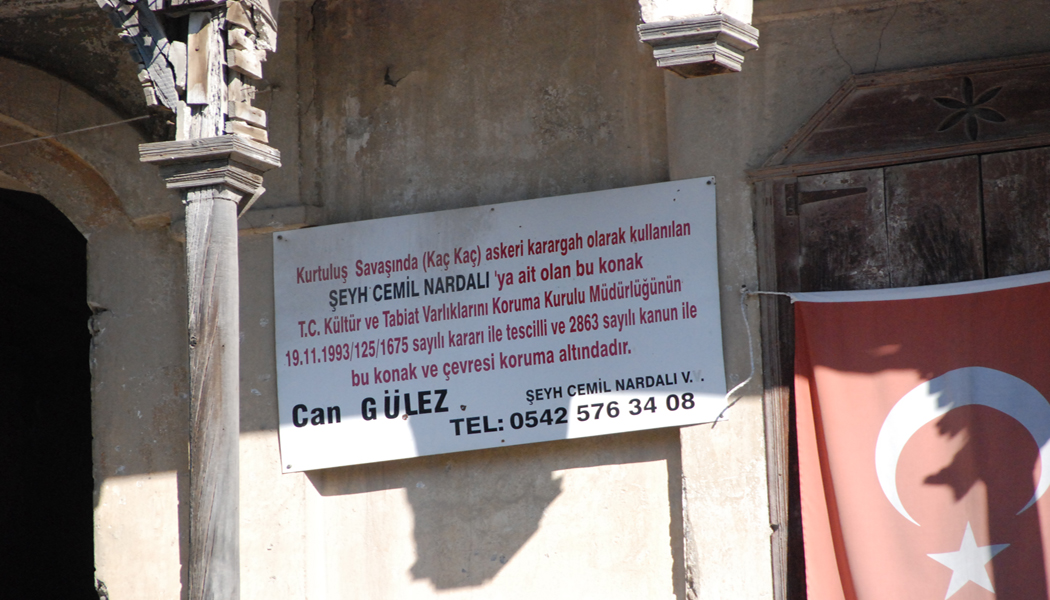 Kurtuluş Savaşında (Kaç Kaç) askeri karargah olarak kullanılan
ŞEYH CEMİL NARDALI 'ya ait olan bu konak
T.C. Kültür ve Tabiat Varlıklarını Koruma Kurulu Müdürlüğünün
19.11.1993/125/1675 sayılı kararı ile tescilli ve 2863 sayılı kanun ile
bu konak ve çevresi koruma altındadır.
Can GÜLEZ
ŞEYH CEMİL NARDALI V.
TEL: 0542 576 34 08